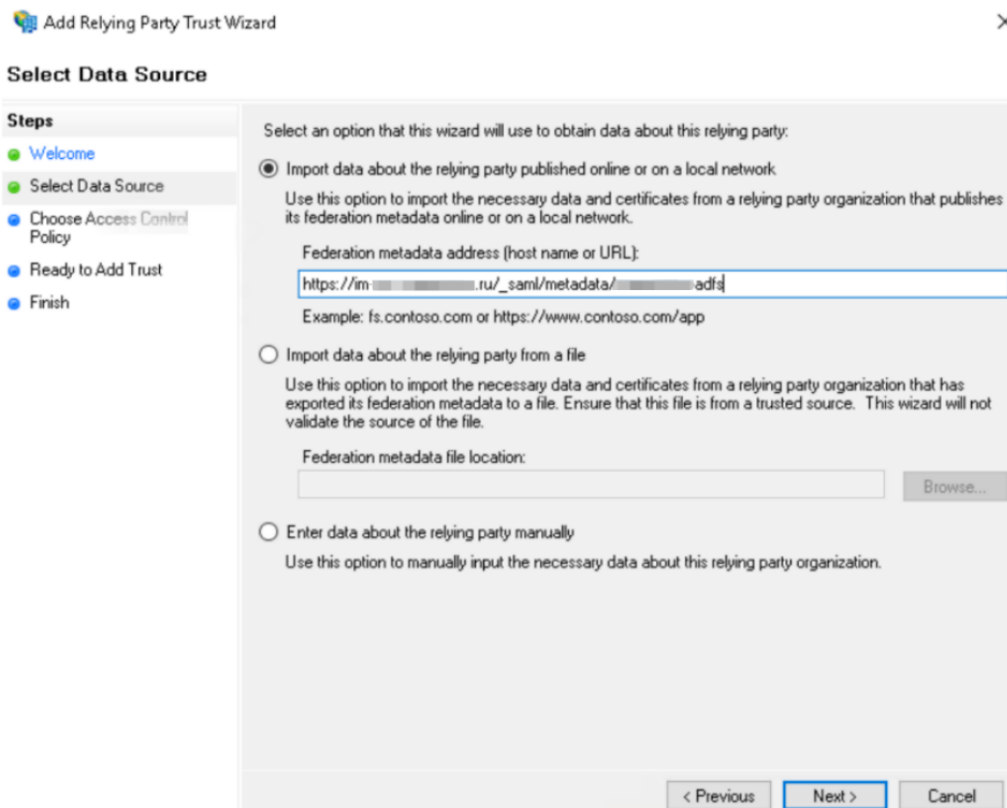 Add Relying Party Trust Wizard
Select Data Source
Steps
Welcome
Select Data Source
Choose Access Control
Policy
Ready to Add Trust
Finish
Select an option that this wizard will use to obtain data about this relying party:
Import data about the relying party published online or on a local network
Use this option to import the necessary data and certificates from a relying party organization that publishes
its federation metadata online or on a local network.
Federation metadata address (host name or URL):
https://im- .ru/_saml/metadata/ adfs
Example: fs.contoso.com or https://www.contoso.com/app
Import data about the relying party from a file
Use this option to import the necessary data and certificates from a relying party organization that has
exported its federation metadata to a file. Ensure that this file is from a trusted source. This wizard will not
validate the source of the file.
Federation metadata file location:
Browse...
Enter data about the relying party manually
Use this option to manually input the necessary data about this relying party organization.
< Previous
Next >
Cancel